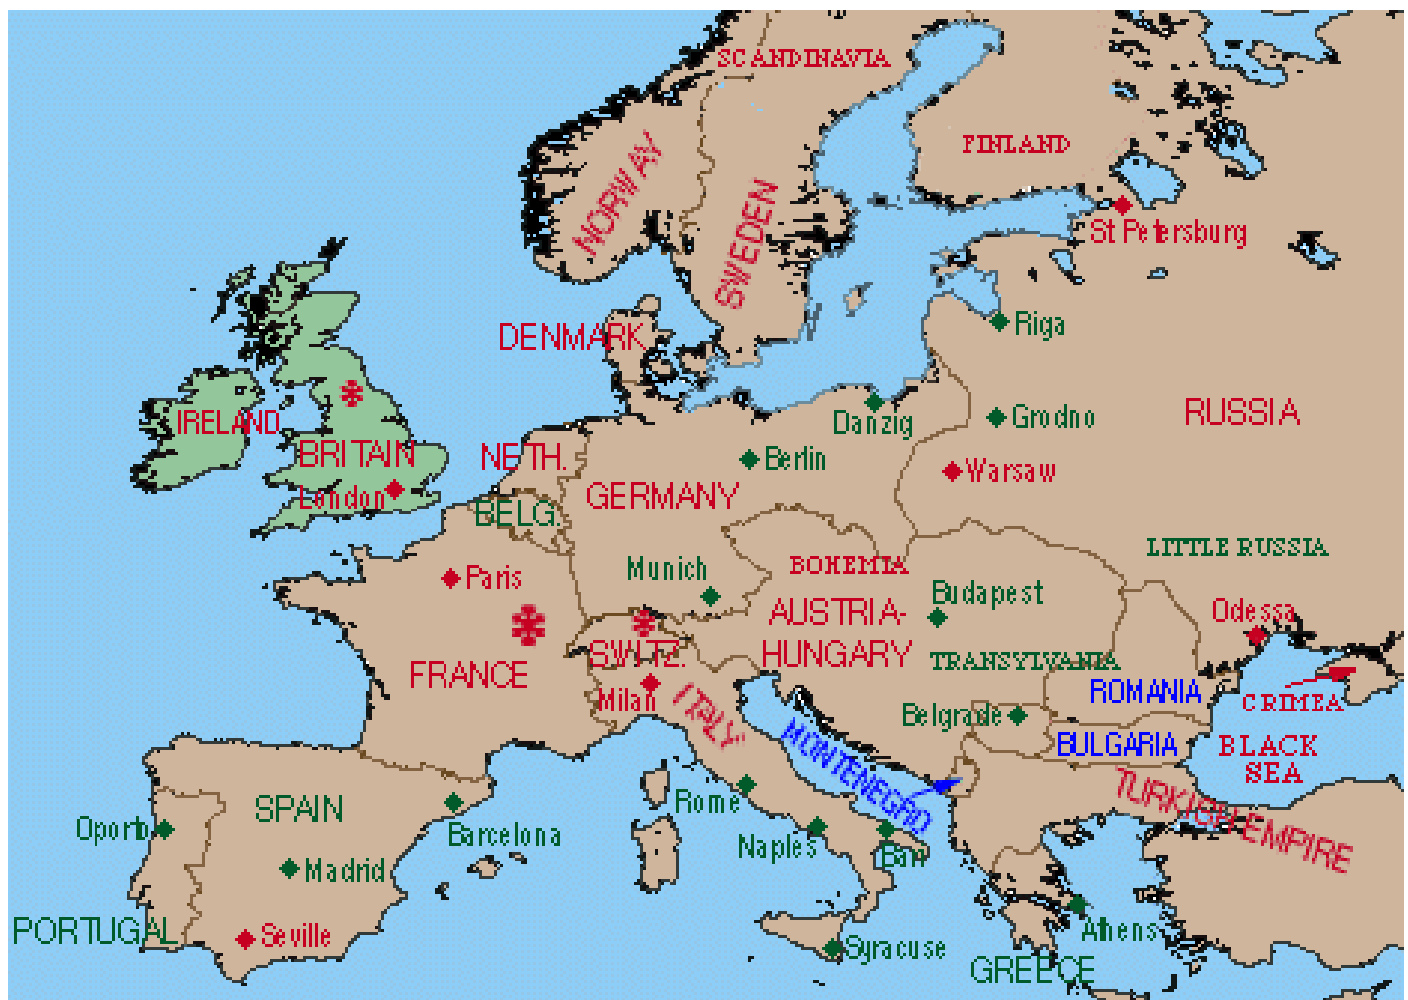 SCANDINAVIA
FINLAND
NORWAY
SWEDEN
St Petersburg
DENMARK
Riga
IRELAND
BRITAIN
London
NETH.
Danzig
Grodno
RUSSIA
Berlin
Warsaw
GERMANY
BELG.
LITTLE RUSSIA
Paris
Munich
BOHEMIA
Budapest
AUSTRIA-
HUNGARY
Odessa
FRANCE
SWITZ.
TRANSYLVANIA
Milan
ITALY
ROMANIA
CRIMEA
Belgrade
BULGARIA
BLACK
SEA
MONTENEGRO
TURKISH EMPIRE
SPAIN
Oporto
Barcelona
Rome
Naples
Bari
Madrid
PORTUGAL
Seville
Syracuse
Athens
GREECE